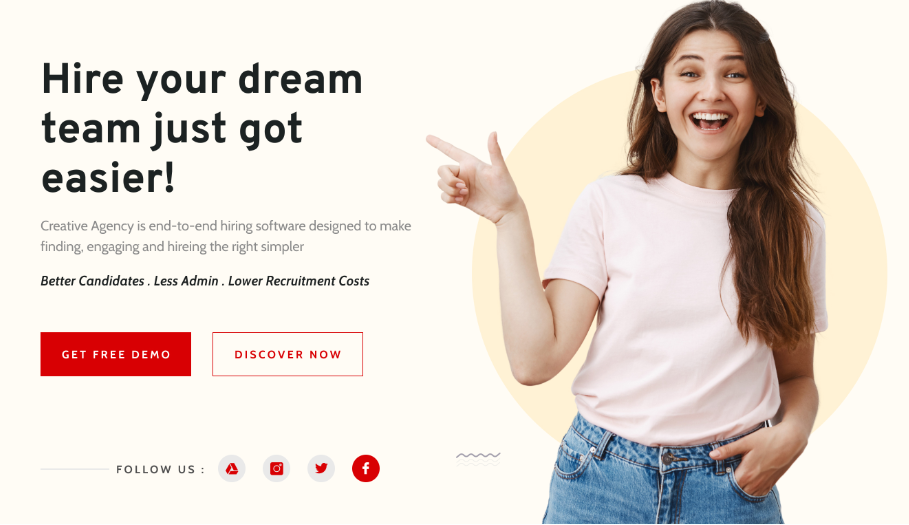 Hire your dream
team just got
easier!
Creative Agency is end-to-end hiring software designed to make
finding, engaging and hireing the right simpler
Better Candidates . Less Admin . Lower Recruitment Costs
GET FREE DEMO
DISCOVER NOW
FOLLOW US :